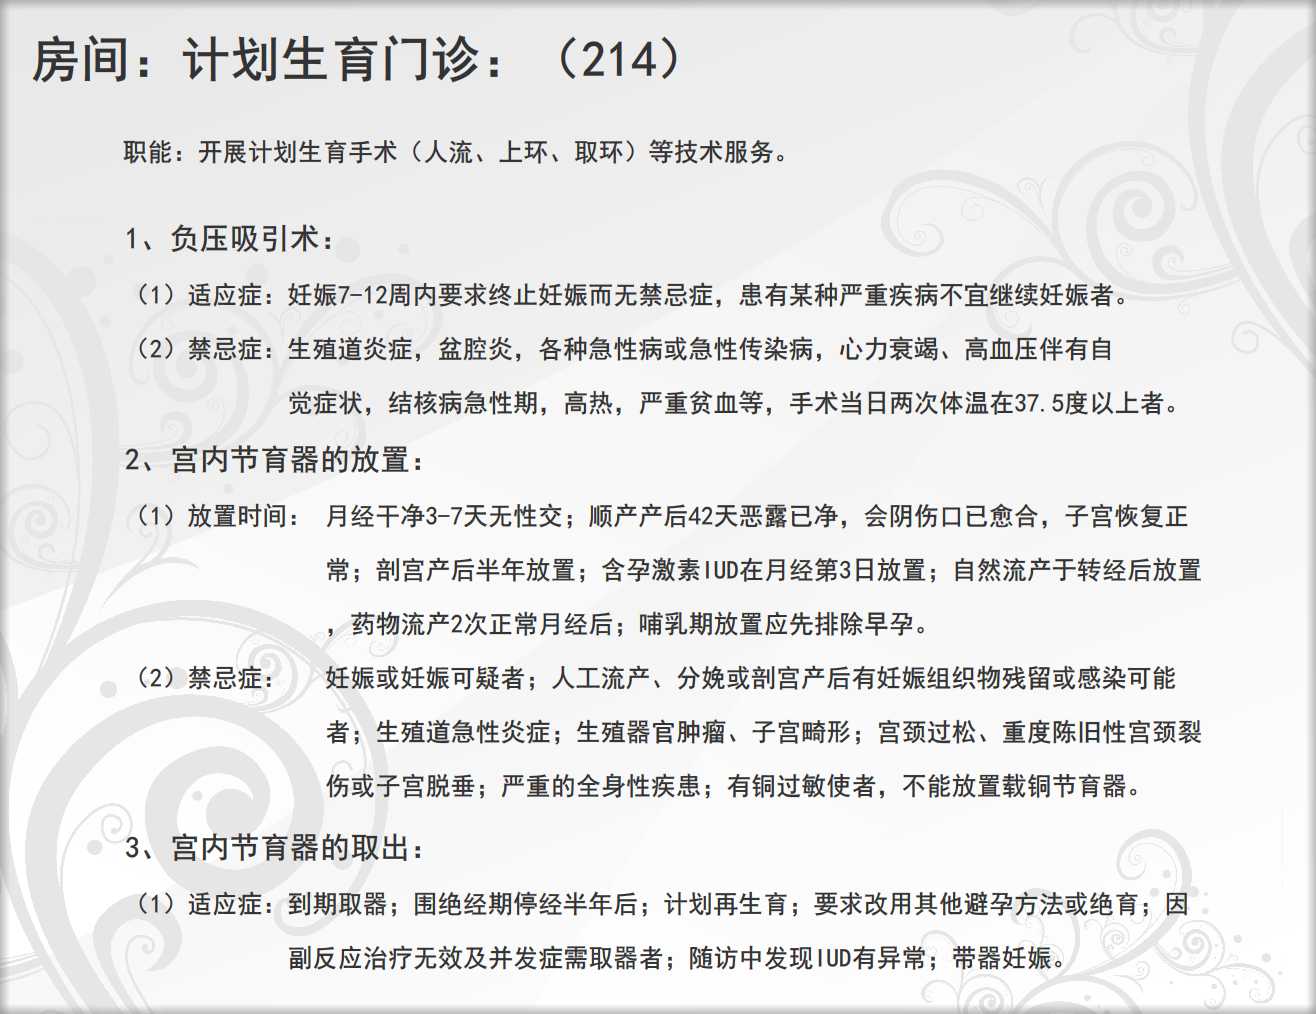 房间：计划生育门诊：（214）
职能：开展计划生育手术（人流、上环、取环）等技术服务。
1、负压吸引术：
（1）适应症：妊娠7-12周内要求终止妊娠而无禁忌症，患有某种严重疾病不宜继续妊娠者。
（2）禁忌症：生殖道炎症，盆腔炎，各种急性病或急性传染病，心力衰竭、高血压伴有自
觉症状，结核病急性期，高热，严重贫血等，手术当日两次体温在37.5度以上者。
2、宫内节育器的放置：
（1）放置时间： 月经干净3-7天无性交；顺产产后42天恶露已净，会阴伤口已愈合，子宫恢复正
常；剖宫产后半年放置；含孕激素IUD在月经第3日放置；自然流产于转经后放置
，药物流产2次正常月经后；哺乳期放置应先排除早孕。
（2）禁忌症： 妊娠或妊娠可疑者；人工流产、分娩或剖宫产后有妊娠组织物残留或感染可能
者；生殖道急性炎症；生殖器官肿瘤、子宫畸形；宫颈过松、重度陈旧性宫颈裂
伤或子宫脱垂；严重的全身性疾患；有铜过敏使者，不能放置载铜节育器。
3、宫内节育器的取出：
（1）适应症：到期取器；围绝经期停经半年后；计划再生育；要求改用其他避孕方法或绝育；因
副反应治疗无效及并发症需取器者；随访中发现IUD有异常；带器妊娠。